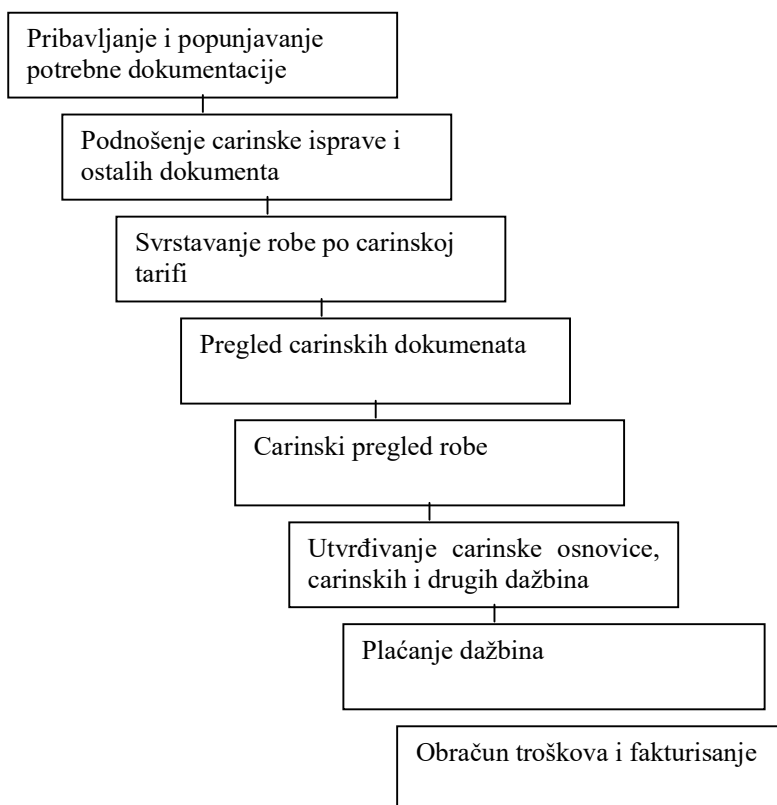 Pribavljanje i popunjavanje
potrebne dokumentacije
Podnošenje carinske isprave i
ostalih dokumenta
Svrstavanje robe po carinskoj
tarifi
Pregled carinskih dokumenata
Carinski pregled robe
Utvrđivanje carinske osnovice,
carinskih i drugih dažbina
Plaćanje dažbina
Obračun troškova i fakturisanje